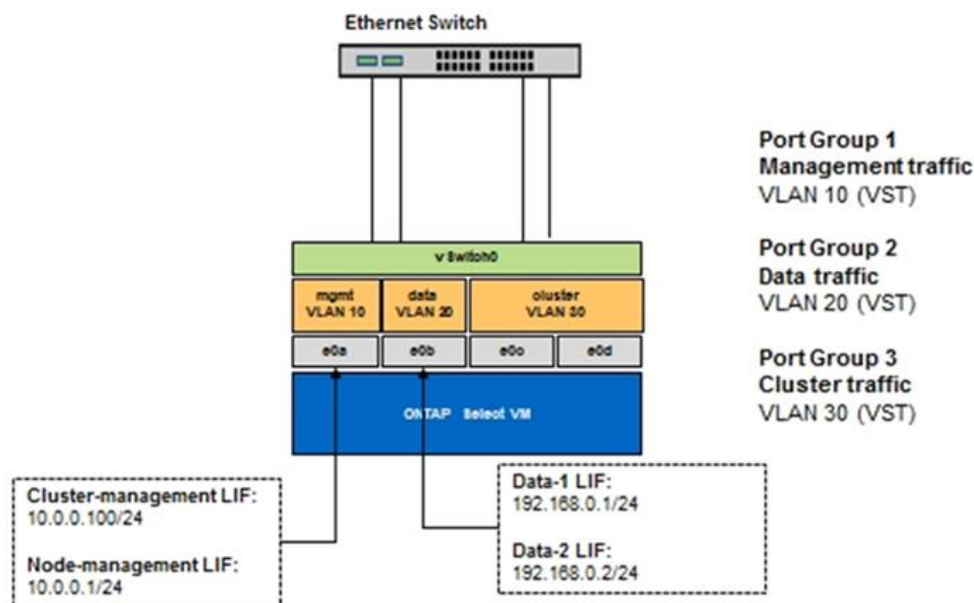 Ethernet Switch
Port Group 1
Management traffic
VLAN 10 (VST)
Port Group 2
Data traffic
VLAN 20 (VST)
Port Group 3
Cluster traffic
VLAN 30 (VST)
vSwitch0
mgmt
VLAN 10
data
VLAN 20
cluster
VLAN 30
e0a
e0b
e0c
e0d
ONTAP Select VM
Cluster-management LIF:
10.0.0.100/24
Node-management LIF:
10.0.0.1/24
Data-1 LIF:
192.168.0.1/24
Data-2 LIF:
192.168.0.2/24